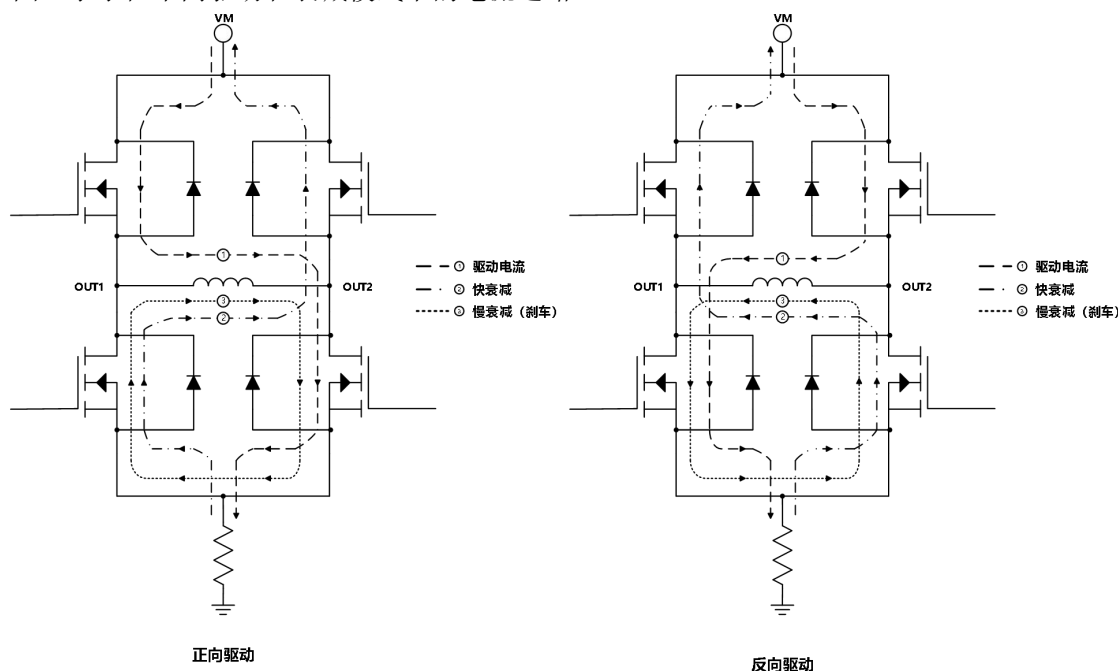 VM
VM
OUT1
OUT2
① 驱动电流
② 快衰减
③ 慢衰减（刹车）
①
③
②
OUT1
OUT2
① 驱动电流
② 快衰减
③ 慢衰减（刹车）
①
③
②
正向驱动
反向驱动